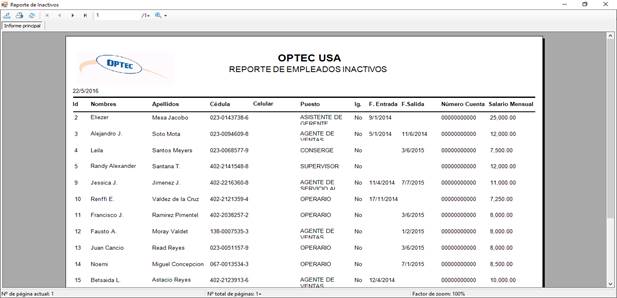 Reporte de Inactivos
1 /1+
Informe principal
OPTEC
OPTEC USA
REPORTE DE EMPLEADOS INACTIVOS
22/5/2016
Id Nombres Apellidos Cédula Celular Puesto Ig. F. Entrada F.Salida Número Cuenta Salario Mensual
2 Eliezer Mesa Jacobo 023-0143738-6 ASISTENTE DE GERENTE No 9/1/2014 00000000000 25,000.00
3 Alejandro J. Soto Mota 023-0094609-8 AGENTE DE VENTAS No 5/1/2014 11/6/2014 00000000000 12,000.00
4 Leila Santos Meyers 023-0068577-9 CONSERGE No 3/6/2015 00000000000 7,500.00
5 Randy Alexander Santana T. 402-2141548-8 SUPERVISOR No 00000000000 12,000.00
9 Jessica J. Jimenez J. 402-2216360-8 AGENTE DE SERVICIO AL No 11/4/2014 7/7/2015 00000000000 11,000.00
10 Renffi E. Valdez de la Cruz 402-2121359-4 OPERARIO No 17/11/2014 00000000000 7,250.00
11 Francisco J. Ramirez Pimentel 402-2038257-2 OPERARIO 3/6/2015 00000000000 8,000.00
12 Fausto A. Moray Valdet 138-0007535-3 AGENTE DE VENTAS No 1/2/2015 00000000000 8,000.00
13 Juan Cancio Read Reyes 023-0051157-9 OPERARIO No 3/6/2015 00000000000 8,000.00
14 Noemi Miguel Concepcion 067-0013534-3 OPERARIO No 7/1/2015 00000000000 8,500.00
15 Betsaida L. Astacio Reyes 402-2123913-6 AGENTE DE VENTAS No 12/4/2014 00000000000 10,000.00
Nº de página actual: 1 Nº total de páginas: 1+ Factor de zoom: 100%